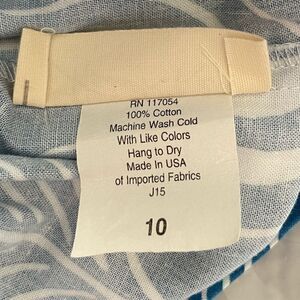 RN 117054
100% Cotton
Machine Wash Cold
With Like Colors
Hang to Dry
Made in USA
of Imported Fabrics
J15
10